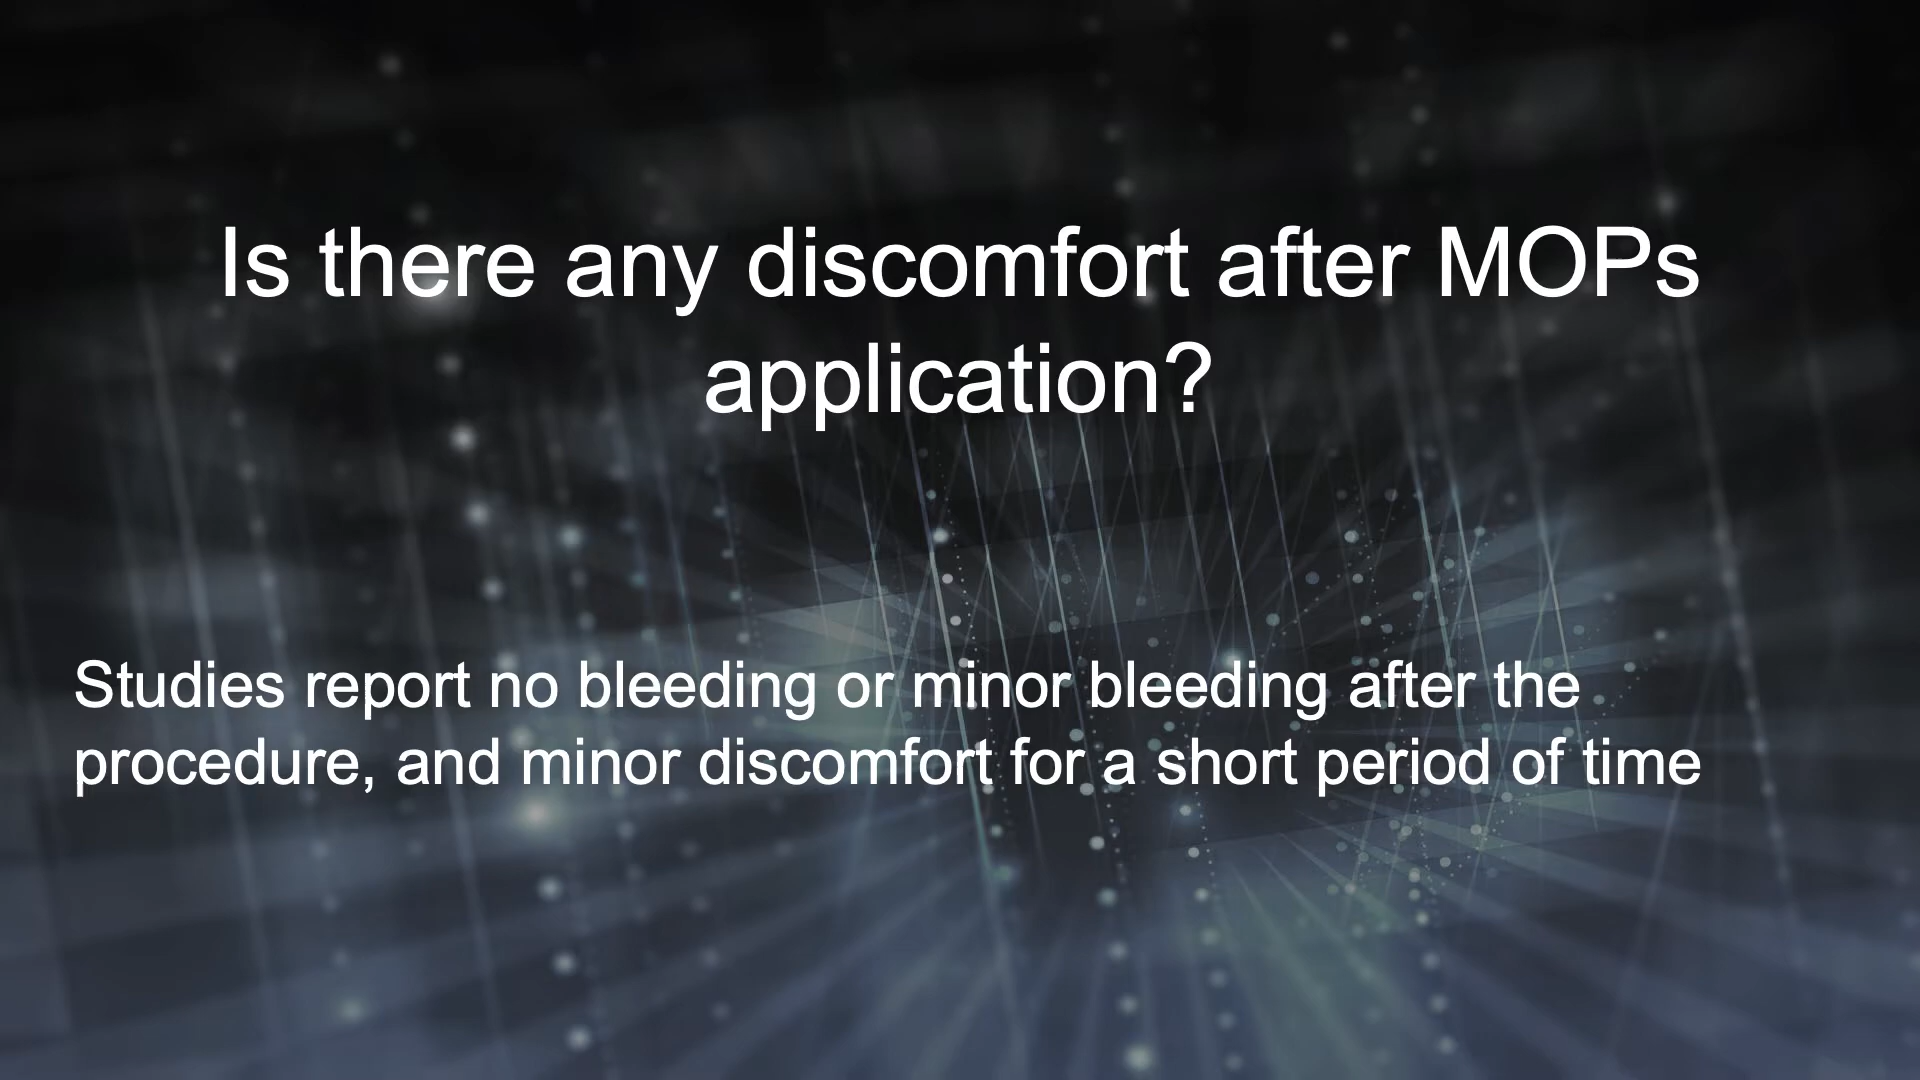 Is there any discomfort after MOPs
application?
Studies report no bleeding or minor bleeding after the
procedure, and minor discomfort for a short period of time